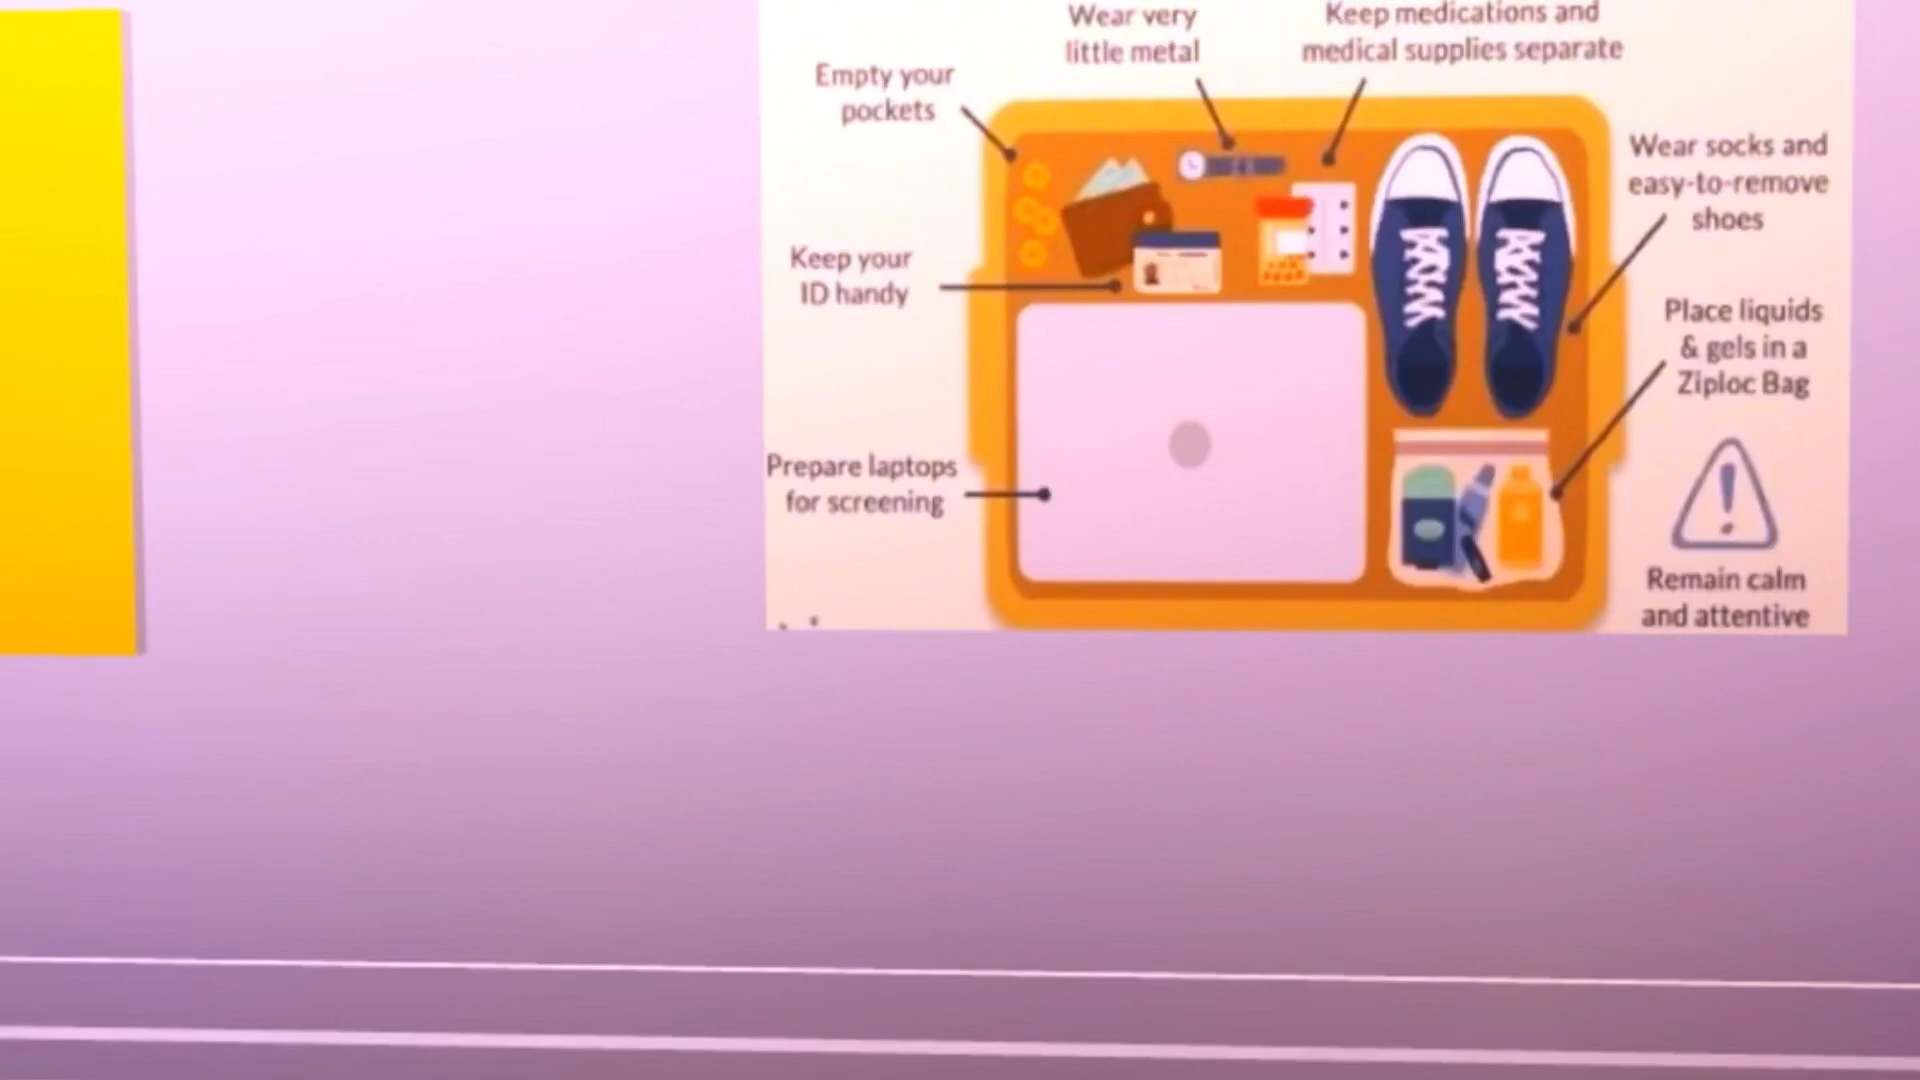 Wear very
little metal
Keep medications and
medical supplies separate
Empty your
pockets
Wear socks and
easy-to-remove
shoes
Keep your
ID handy
Place liquids
& gels in a
Ziploc Bag
Prepare laptops
for screening
Remain calm
and attentive